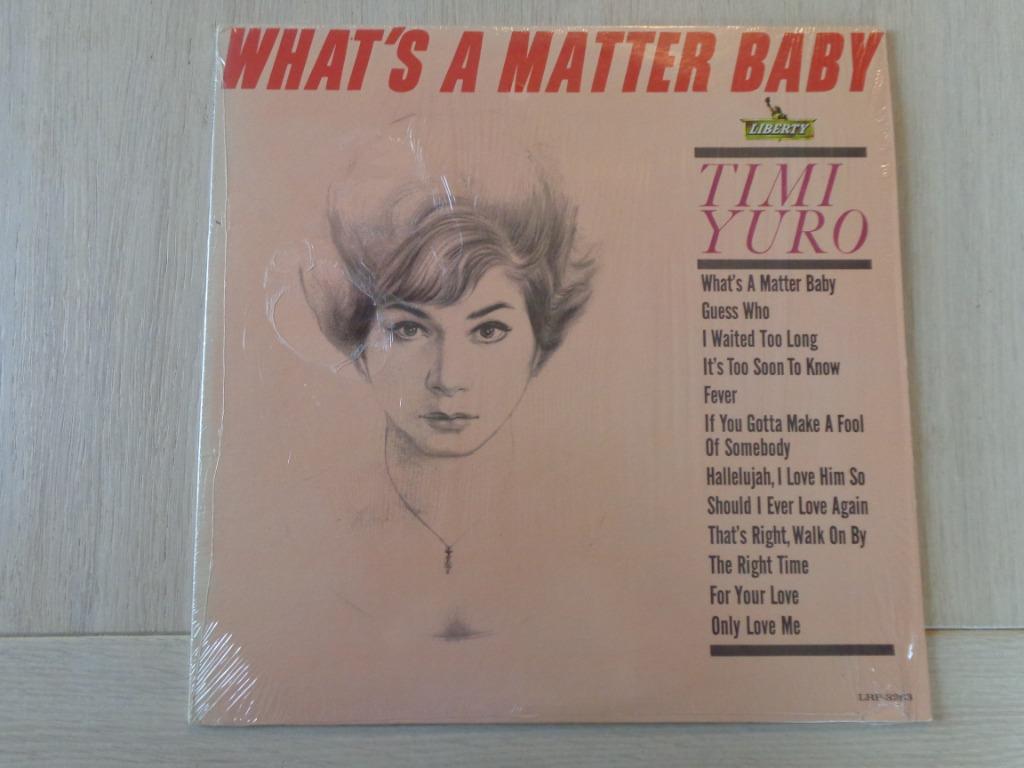 WHAT'S A MATTER BABY
LIBERTY
TIMI
YURO
What's A Matter Baby
Guess Who
I Waited Too Long
It's Too Soon To Know
Fever
If You Gotta Make A Fool
Of Somebody
Hallelujah, I Love Him So
Should I Ever Love Again
That's Right, Walk On By
The Right Time
For Your Love
Only Love Me
LRP-3263